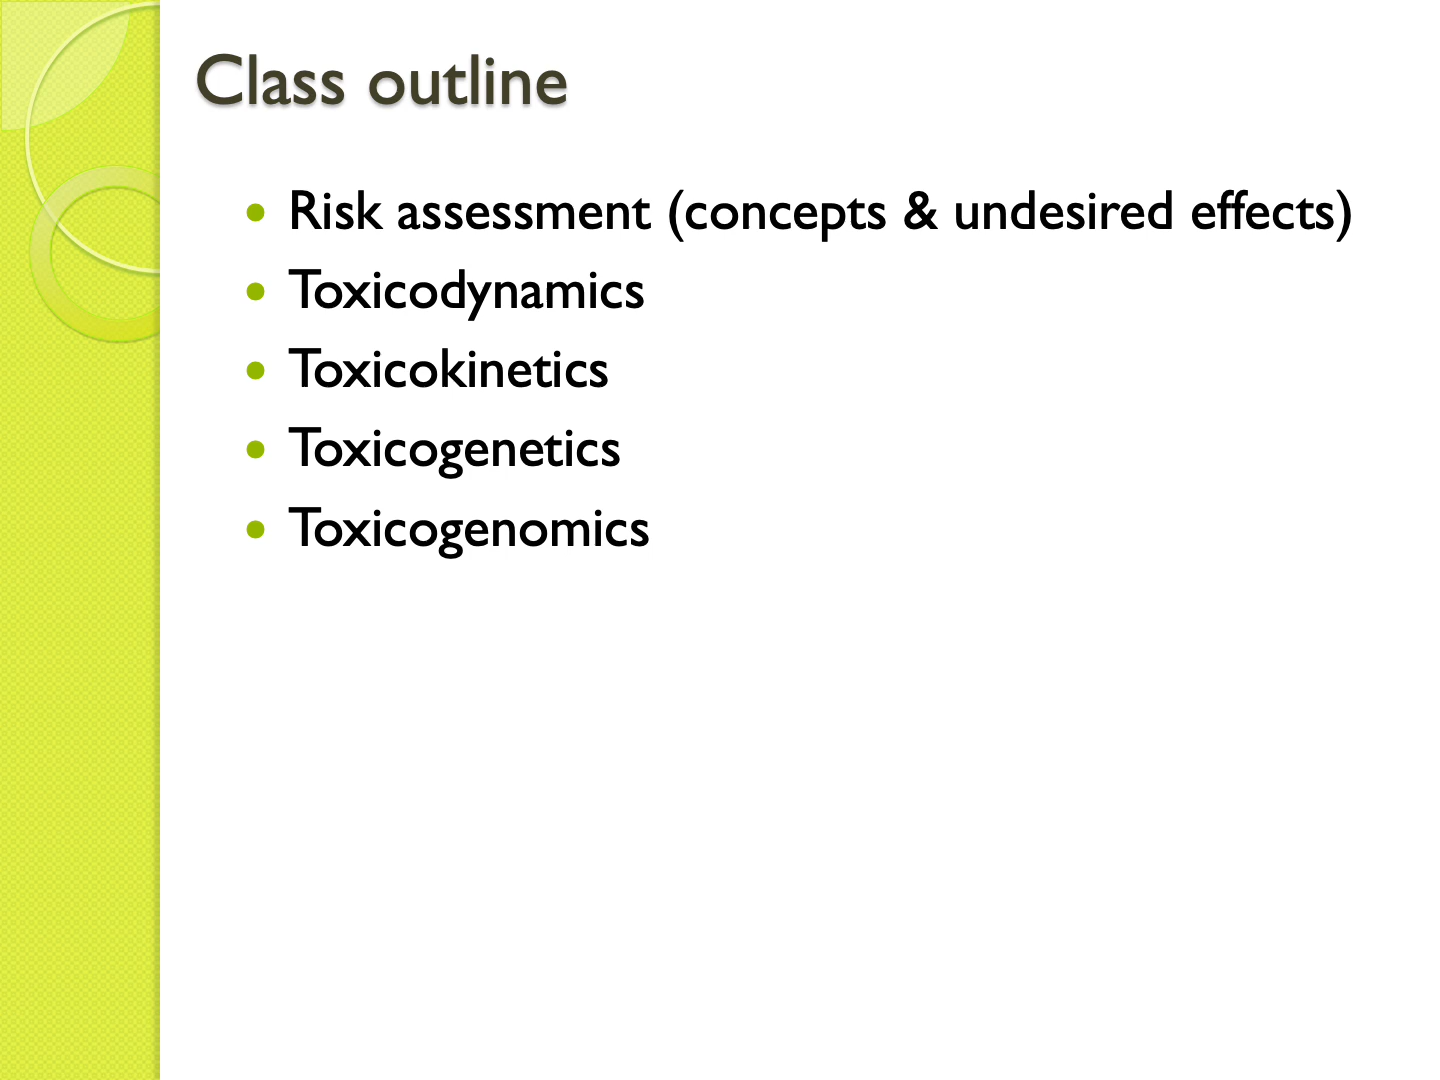 Class outline
• Risk assessment (concepts & undesired effects)
• Toxicodynamics
• Toxicokinetics
• Toxicogenetics
• Toxicogenomics